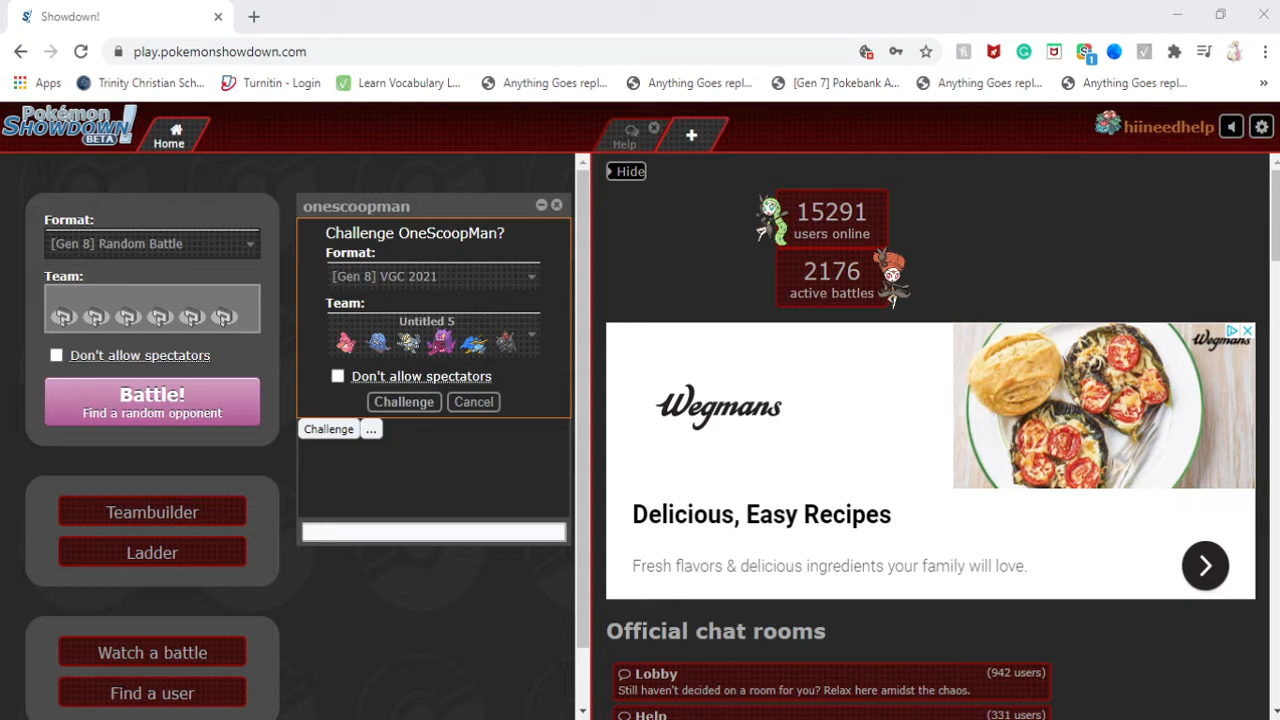 Showdown!
play.pokemonshowdown.com
1
Apps
Trinity Christian Sch...
Turnitin - Login
Learn Vocabulary L...
Anything Goes repl...
Anything Goes repl...
[Gen 7] Pokebank A...
Anything Goes repl...
Anything Goes repl...
Pokémon
SHOWDOWN!
BETA
Home
Help
hiineedhelp
Format:
[Gen 8] Random Battle
Team:
Don't allow spectators
Battle!
Find a random opponent
Teambuilder
Ladder
Watch a battle
Find a user
onescoopman
Challenge OneScoopMan?
Format:
[Gen 8] VGC 2021
Team:
Untitled 5
Don't allow spectators
Challenge
Cancel
Challenge
...
Hide
15291
users online
2176
active battles
Wegmans
Wegmans
Delicious, Easy Recipes
Fresh flavors & delicious ingredients your family will love.
Official chat rooms
Lobby
(942 users)
Still haven't decided on a room for you? Relax here amidst the chaos.
Help
(331 users)